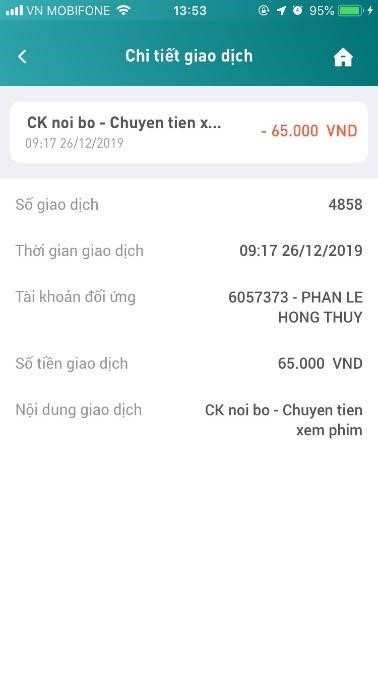 VN MOBIFONE 13:53 95%
Chi tiết giao dịch
CK noi bo - Chuyen tien x... - 65.000 VND
09:17 26/12/2019
Số giao dịch 4858
Thời gian giao dịch 09:17 26/12/2019
Tài khoản đối ứng 6057373 - PHAN LE
HONG THUY
Số tiền giao dịch 65.000 VND
Nội dung giao dịch CK noi bo - Chuyen tien
xem phim